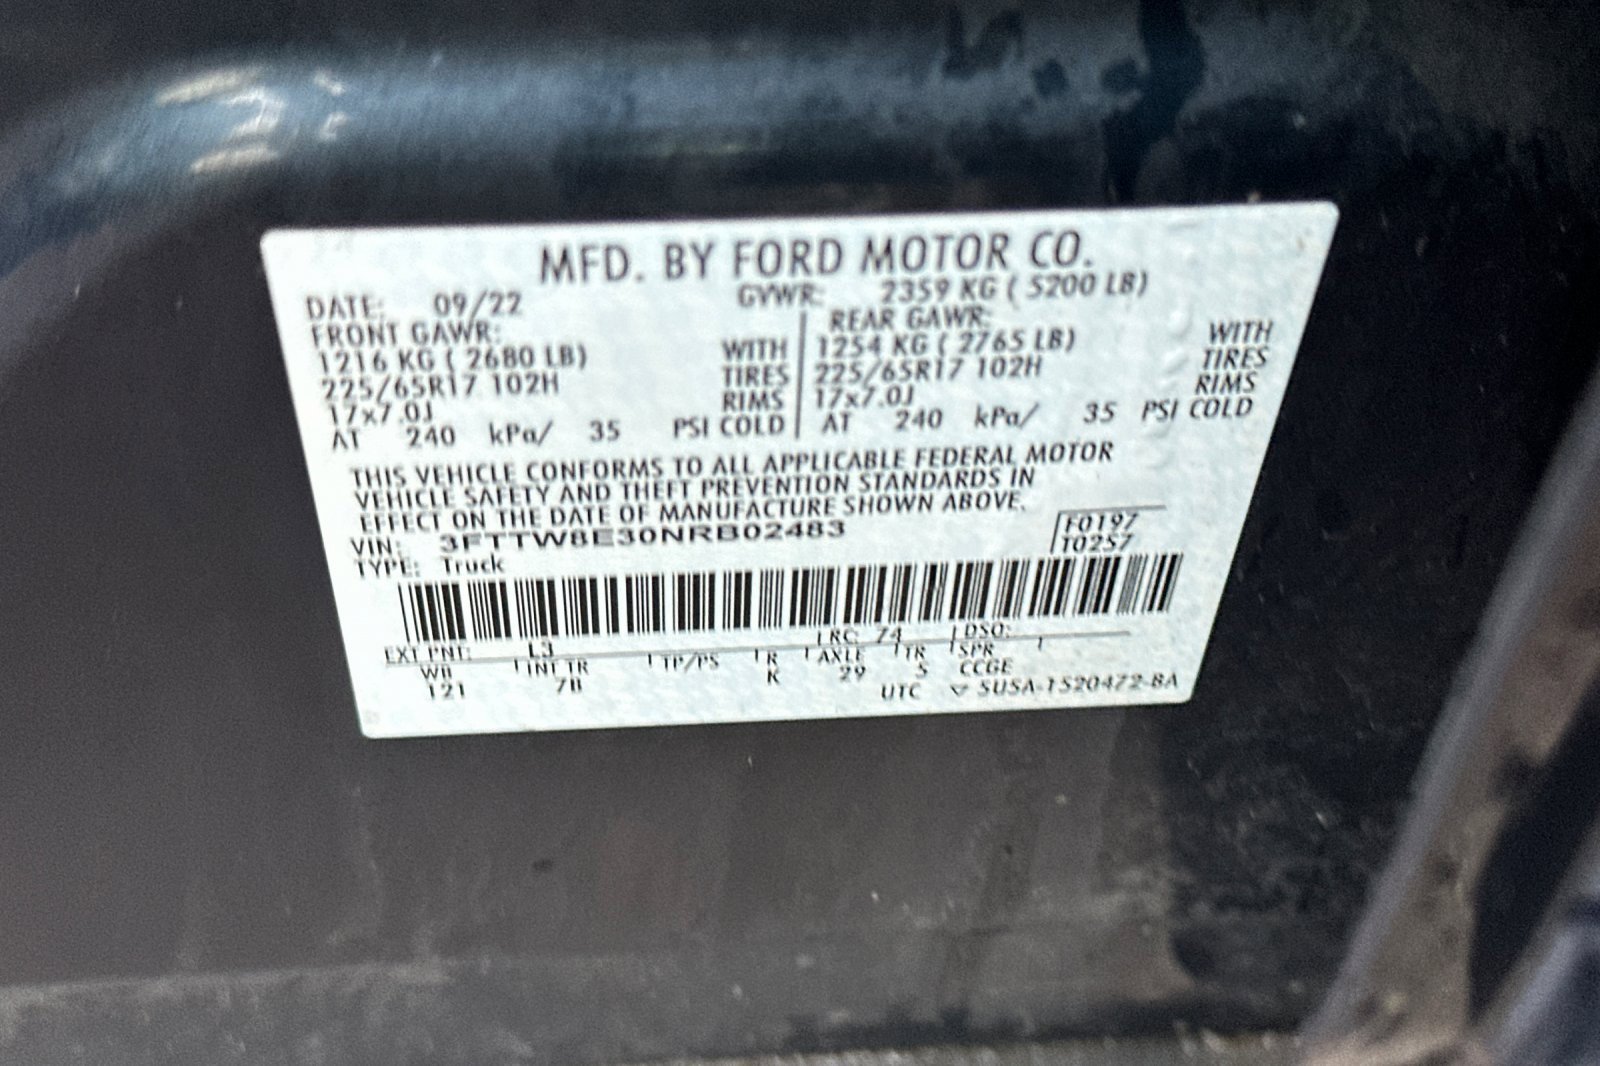 MFD. BY FORD MOTOR CO.
DATE: 09/22 GVWR: 2359 KG ( 5200 LB)
FRONT GAWR: REAR GAWR:
1216 KG ( 2680 LB) WITH 1254 KG ( 2765 LB) WITH
225/65R17 102H TIRES 225/65R17 102H TIRES
17x7.0J RIMS 17x7.0J RIMS
AT 240 kPa/ 35 PSI COLD AT 240 kPa/ 35 PSI COLD
THIS VEHICLE CONFORMS TO ALL APPLICABLE FEDERAL MOTOR
VEHICLE SAFETY AND THEFT PREVENTION STANDARDS IN
EFFECT ON THE DATE OF MANUFACTURE SHOWN ABOVE.
VIN: 3FTTW8E30NRB02483 F0197
TYPE: Truck T0257
EXT PNT: L3 RC: 74 DSO:
WB INT TR TP/PS R AXLE TR SPR
121 7B K 29 S CCGE
UTC ▽ SUSA-1520472-BA